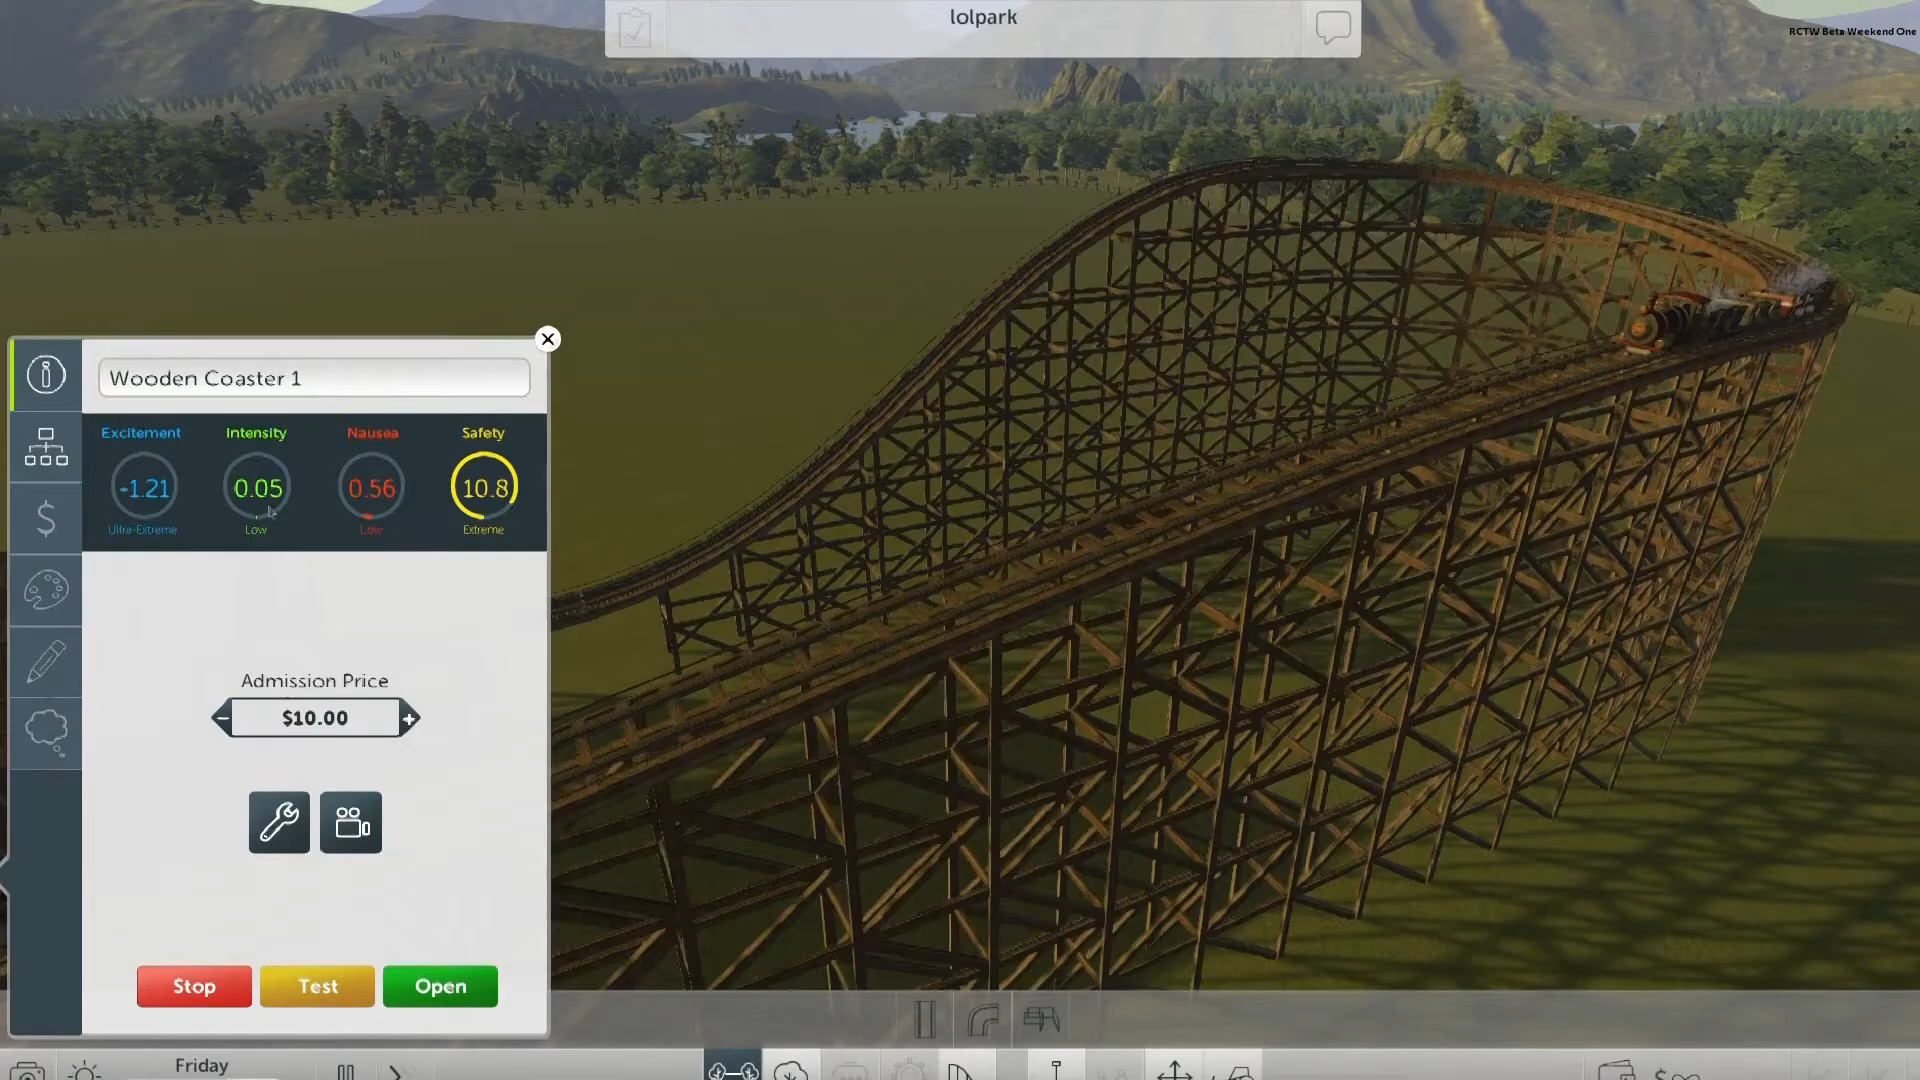 lolpark
RCTW Beta Weekend One
Wooden Coaster 1
Excitement Intensity Nausea Safety
-1.21 0.05 0.56 10.8
Ultra-Extreme Low Low Extreme
Admission Price
- $10.00 +
Stop Test Open
Friday